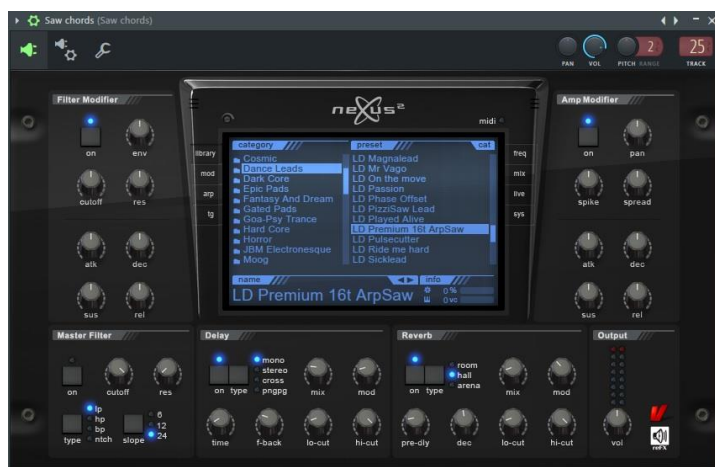 Saw chords (Saw chords)
PAN VOL PITCH RANGE 2 25 TRACK
neXus²
midi
Filter Modifier
on env
cutoff res
atk dec
sus rel
library
mod
arp
tg
category
Cosmic
Dance Leads
Dark Core
Epic Pads
Fantasy And Dream
Gated Pads
Goa-Psy Trance
Hard Core
Horror
JBM Electronesque
Moog
preset cat
LD Magnalead
LD Mr Vago
LD On the move
LD Passion
LD Phase Offset
LD PizziSaw Lead
LD Played Alive
LD Premium 16t ArpSaw
LD Pulsecutter
LD Ride me hard
LD Sicklead
name info
LD Premium 16t ArpSaw
0 %
0 vc
freq
mix
live
sys
Amp Modifier
on pan
spike spread
atk dec
sus rel
Master Filter
on cutoff res
lp
hp
bp
ntch
type
6
12
24
slope
Delay
mono
stereo
cross
pngpg
on type mix mod
time f-back lo-cut hi-cut
Reverb
room
hall
arena
on type mix mod
pre-dly dec lo-cut hi-cut
Output
vol
reFX